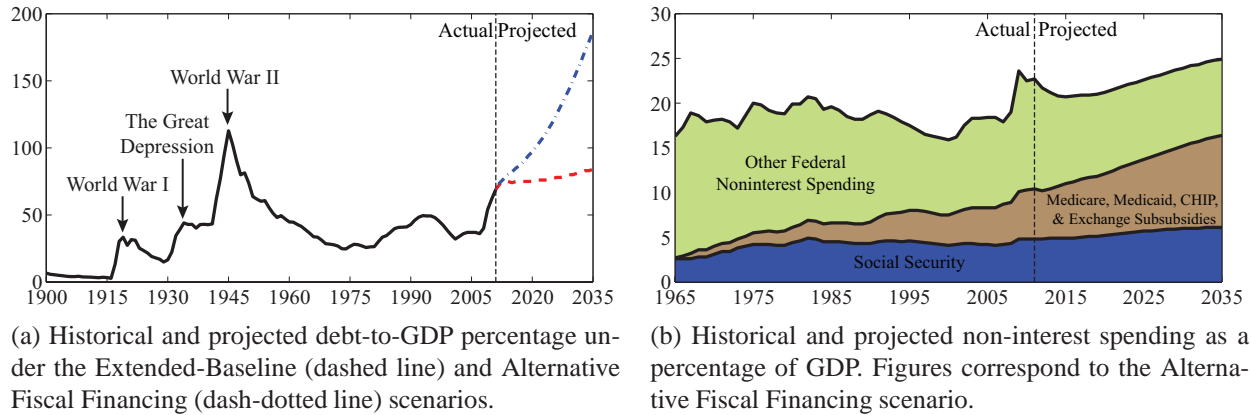 200
150
100
50
0
Actual Projected
World War II
The Great
Depression
World War I
1900 1915 1930 1945 1960 1975 1990 2005 2020 2035
(a) Historical and projected debt-to-GDP percentage un-
der the Extended-Baseline (dashed line) and Alternative
Fiscal Financing (dash-dotted line) scenarios.
30
25
20
15
10
5
0
Actual Projected
Other Federal
Noninterest Spending
Medicare, Medicaid, CHIP,
& Exchange Subsubsidies
Social Security
1965 1975 1985 1995 2005 2015 2025 2035
(b) Historical and projected non-interest spending as a
percentage of GDP. Figures correspond to the Alterna-
tive Fiscal Financing scenario.